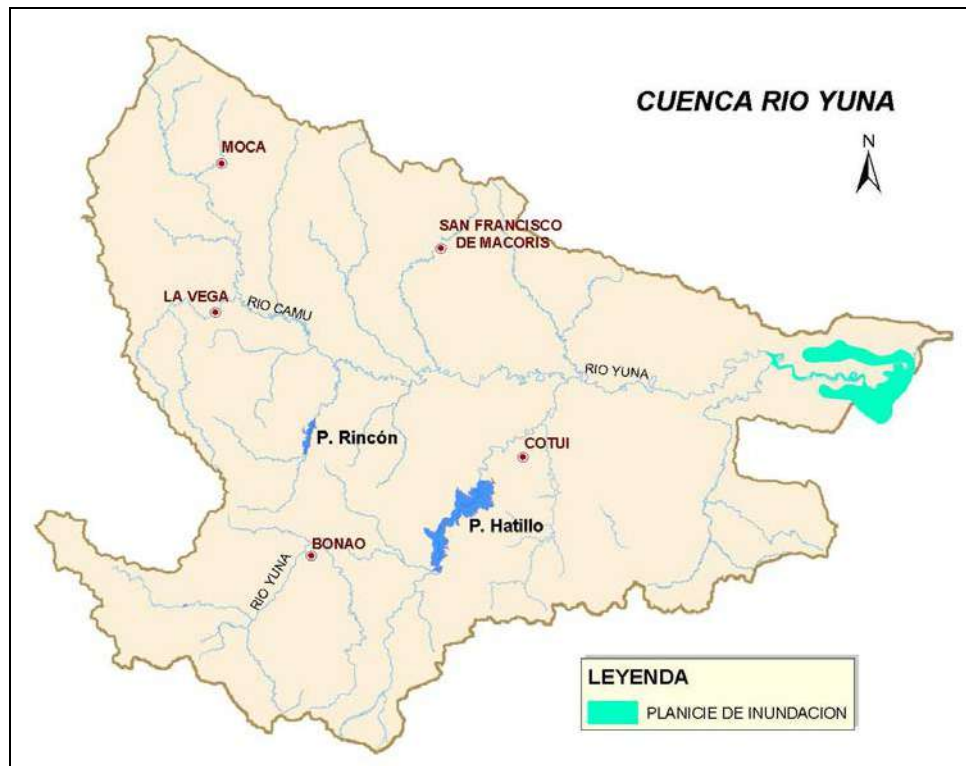 CUENCA RIO YUNA
N
MOCA
SAN FRANCISCO
DE MACORIS
LA VEGA
RIO CAMU
RIO YUNA
P. Rincón
COTUI
P. Hatillo
BONAO
RIO YUNA
LEYENDA
PLANICIE DE INUNDACION